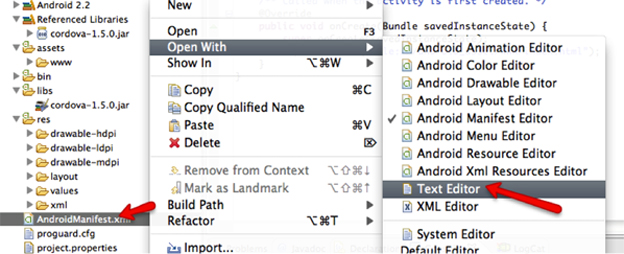 Android 2.2
Referenced Libraries
cordova-1.5.0.jar
assets
www
bin
libs
cordova-1.5.0.jar
res
drawable-hdpi
drawable-ldpi
drawable-mdpi
layout
values
xml
AndroidManifest.xm
proguard.cfg
project.properties
New
Open F3
Open With
Show In ⌥⌘W
Copy ⌘C
Copy Qualified Name
Paste ⌘V
Delete ⌦
Remove from Context ⌥⇧⌘↓
Mark as Landmark ⌥⇧⌘↑
Build Path
Refactor ⌥⌘T
Import...
ctivity is first created. */
Bundle savedInstanceState) {
Android Animation Editor
Android Color Editor
Android Drawable Editor
Android Layout Editor
✓ Android Manifest Editor
Android Menu Editor
Android Resource Editor
Android Xml Resources Editor
Text Editor
XML Editor
System Editor
Default Editor